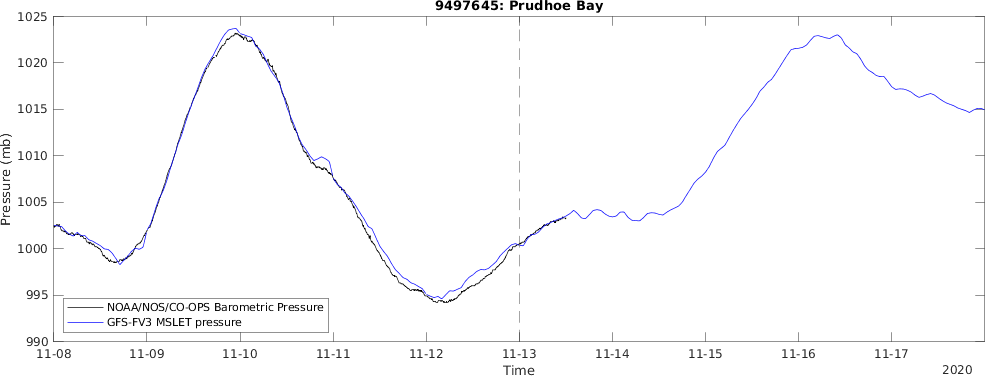 9497645: Prudhoe Bay
1025
1020
1015
1010
1005
1000
995
990
Pressure (mb)
NOAA/NOS/CO-OPS Barometric Pressure
GFS-FV3 MSLET pressure
11-08 11-09 11-10 11-11 11-12 11-13 11-14 11-15 11-16 11-17
Time
2020